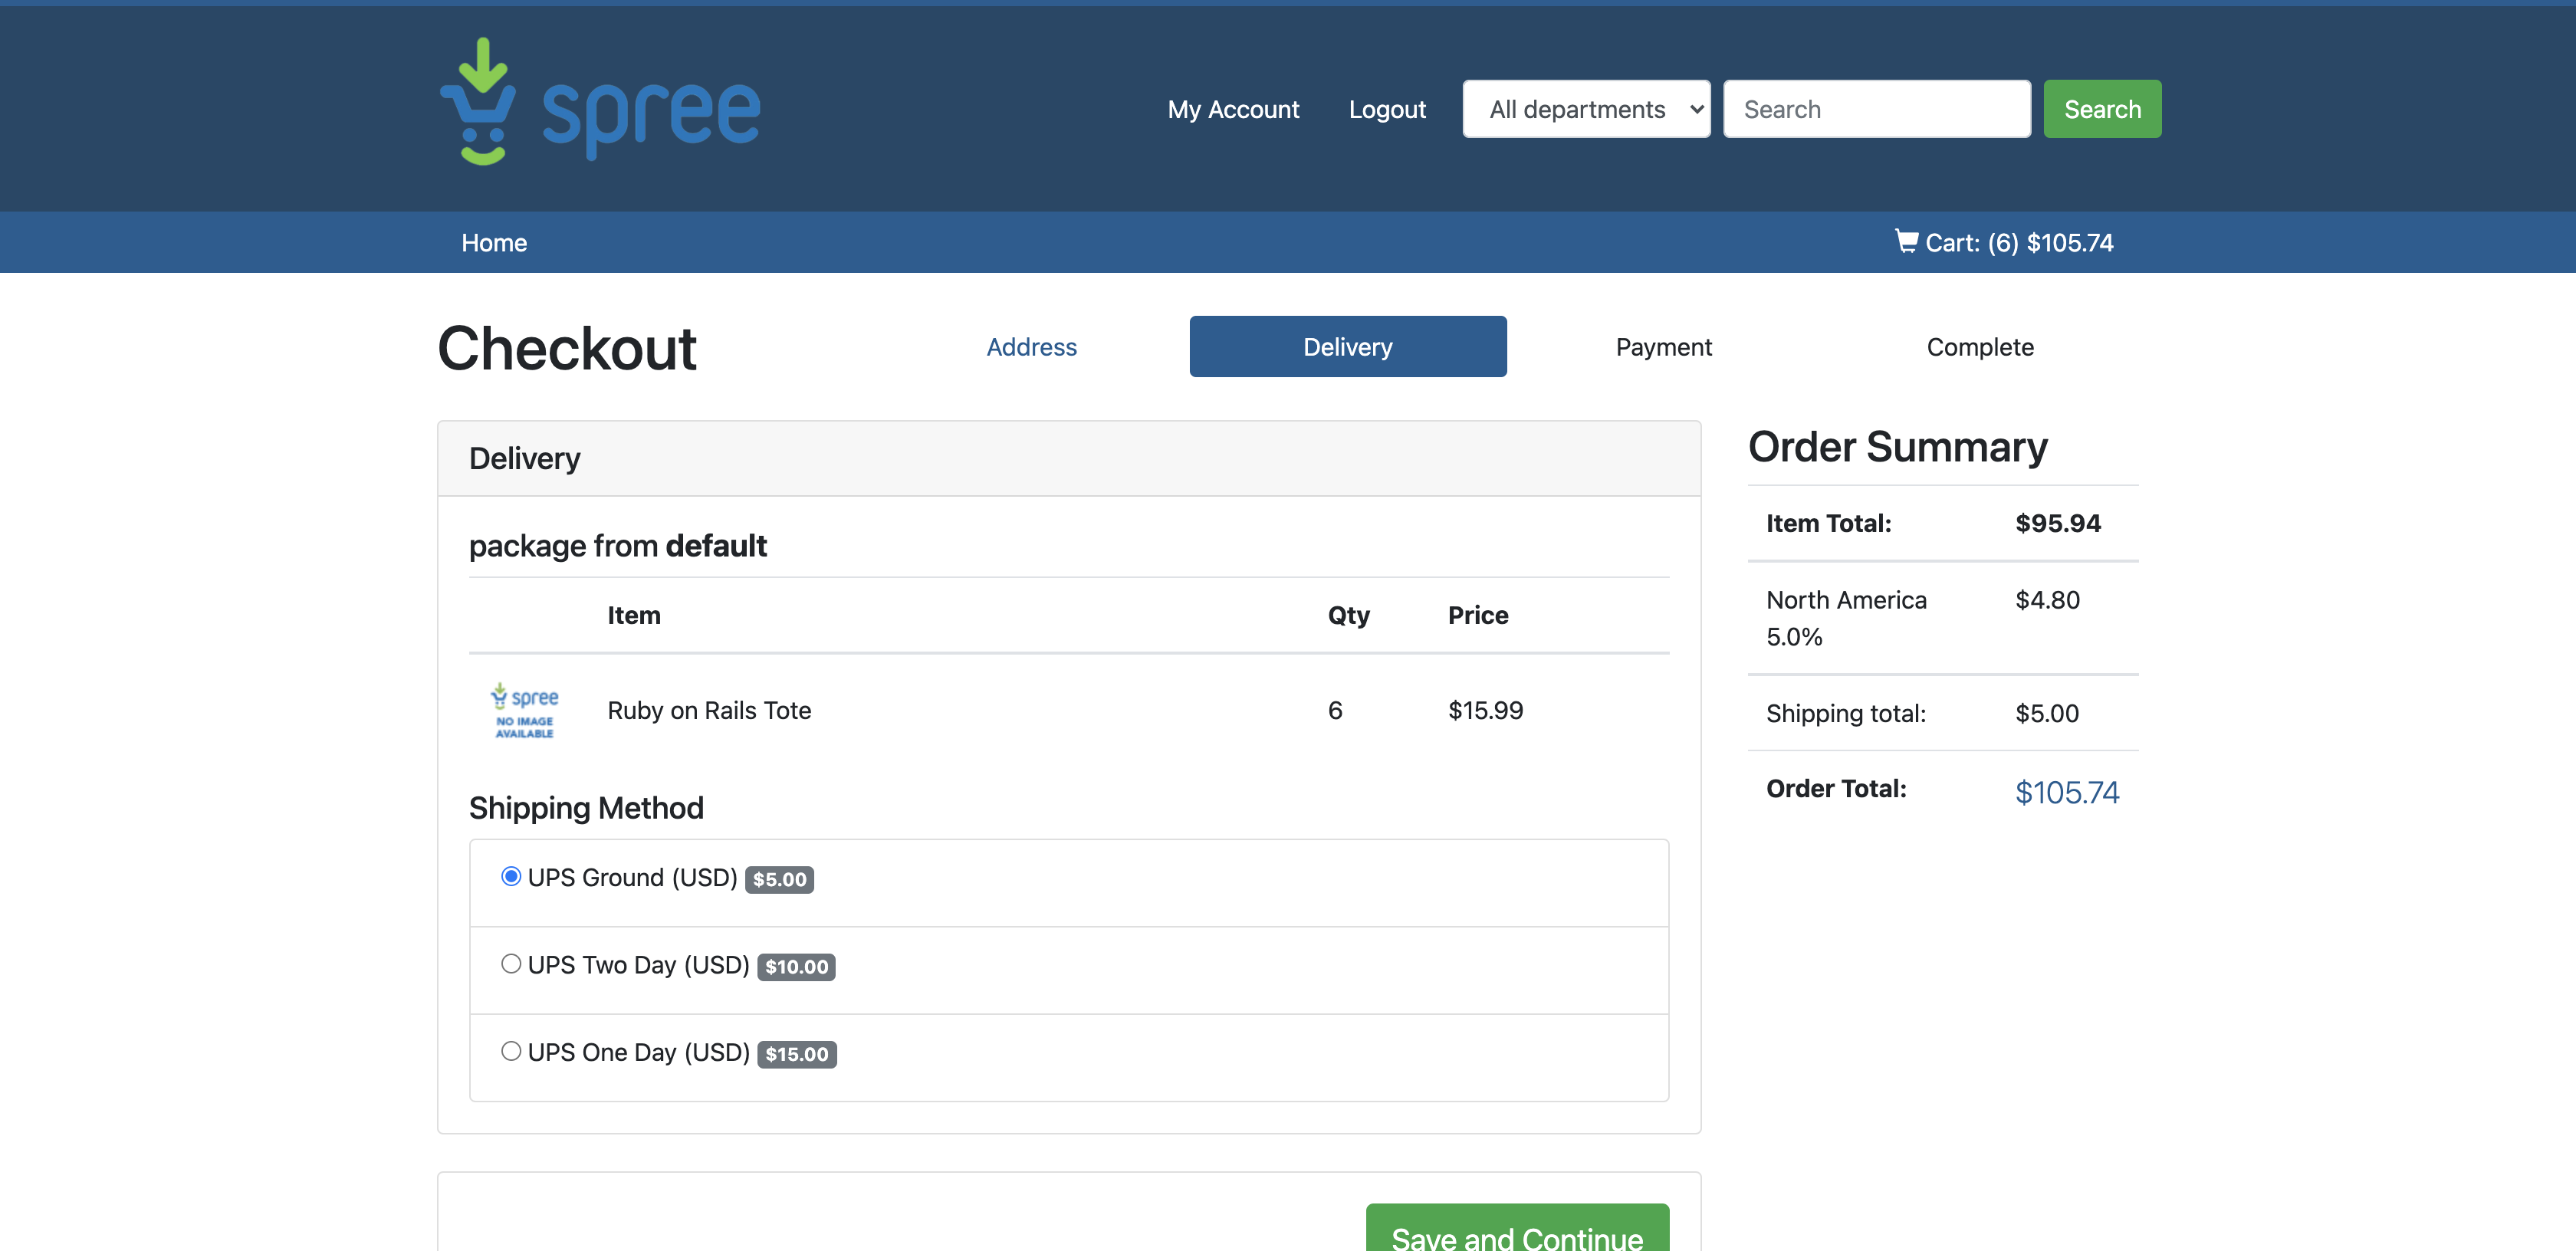 spree
My Account Logout All departments Search Search
Home Cart: (6) $105.74
Checkout Address Delivery Payment Complete
Delivery
package from default
Item Qty Price
spree
NO IMAGE
AVAILABLE
Ruby on Rails Tote 6 $15.99
Shipping Method
UPS Ground (USD) $5.00
UPS Two Day (USD) $10.00
UPS One Day (USD) $15.00
Save and Continue
Order Summary
Item Total: $95.94
North America $4.80
5.0%
Shipping total: $5.00
Order Total: $105.74